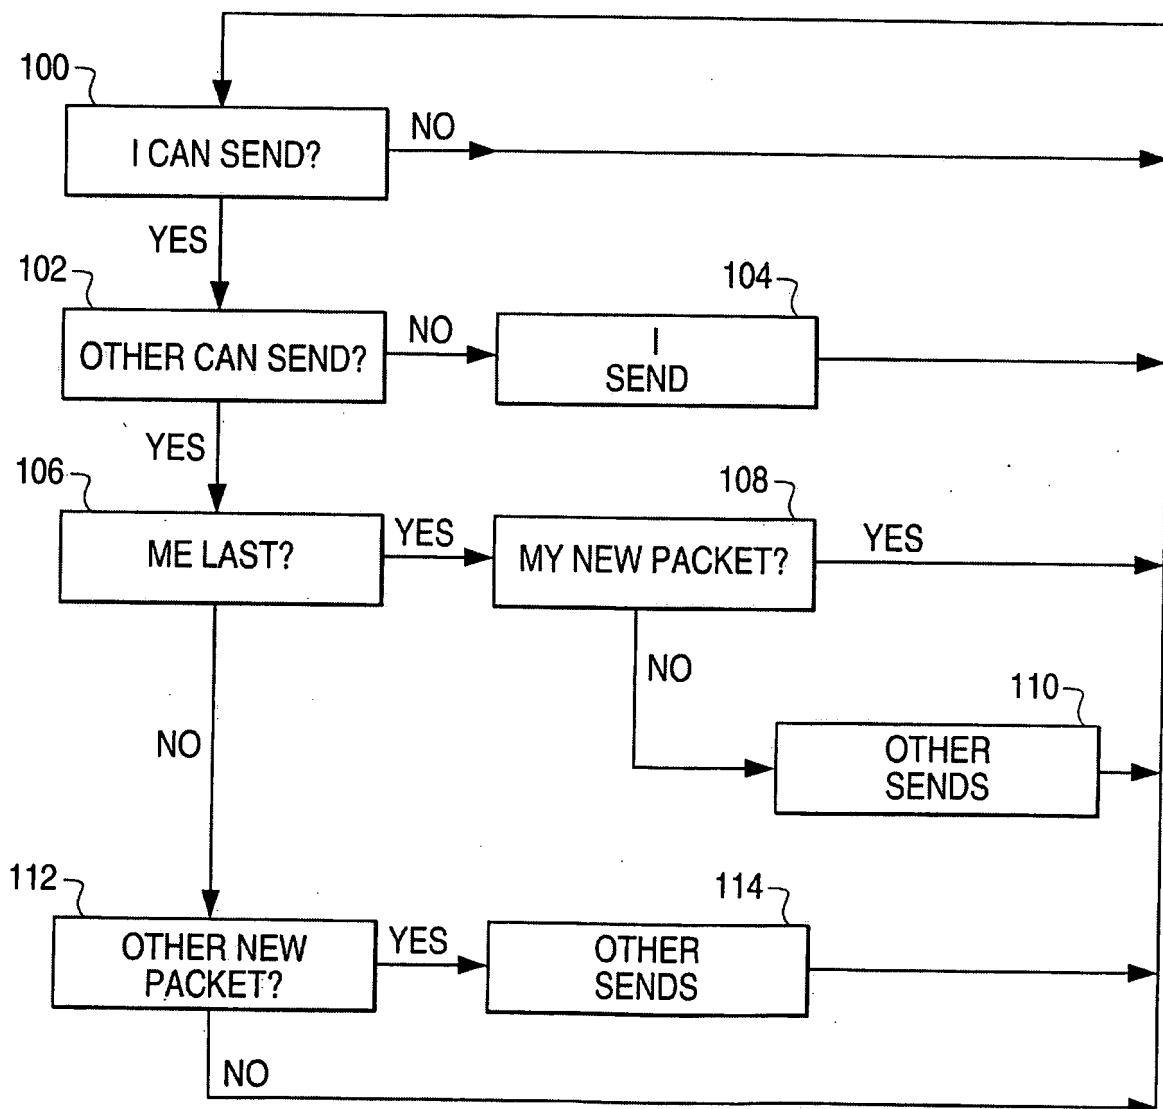 100
I CAN SEND?
NO
YES
102
OTHER CAN SEND?
NO
104
I
SEND
YES
106
ME LAST?
YES
108
MY NEW PACKET?
YES
NO
110
OTHER
SENDS
NO
112
OTHER NEW
PACKET?
YES
114
OTHER
SENDS
NO